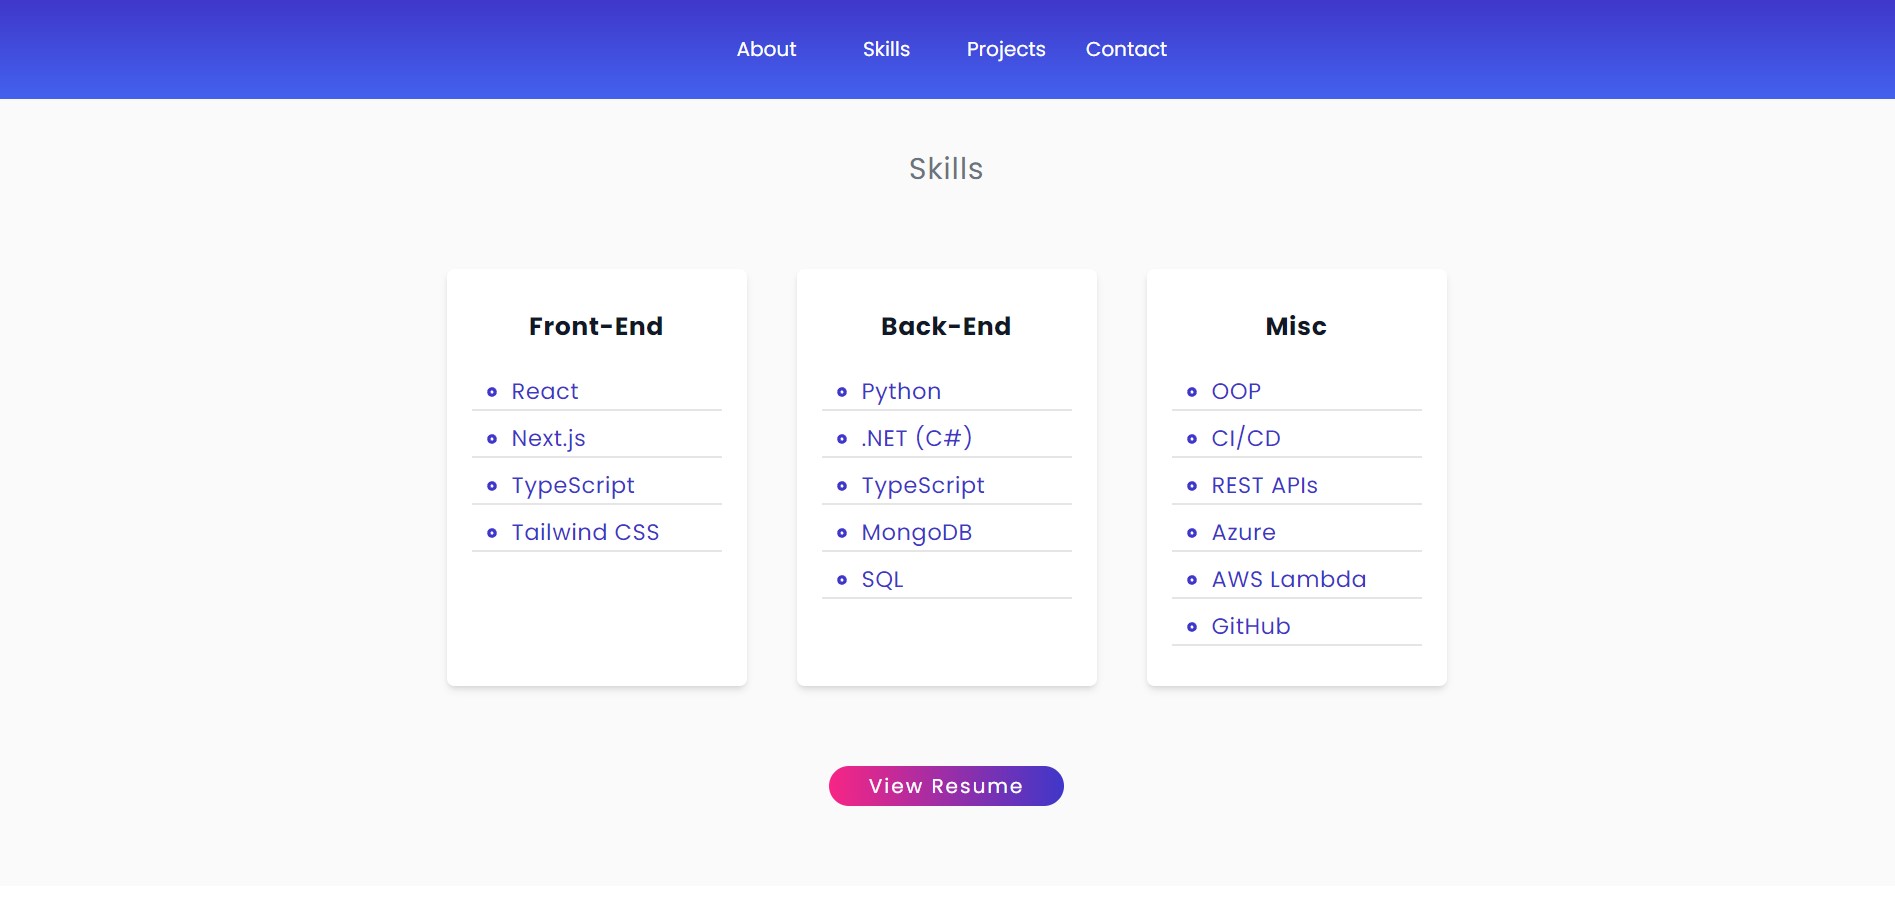 About Skills Projects Contact
Skills
Front-End
React
Next.js
TypeScript
Tailwind CSS
Back-End
Python
.NET (C#)
TypeScript
MongoDB
SQL
Misc
OOP
CI/CD
REST APIs
Azure
AWS Lambda
GitHub
View Resume